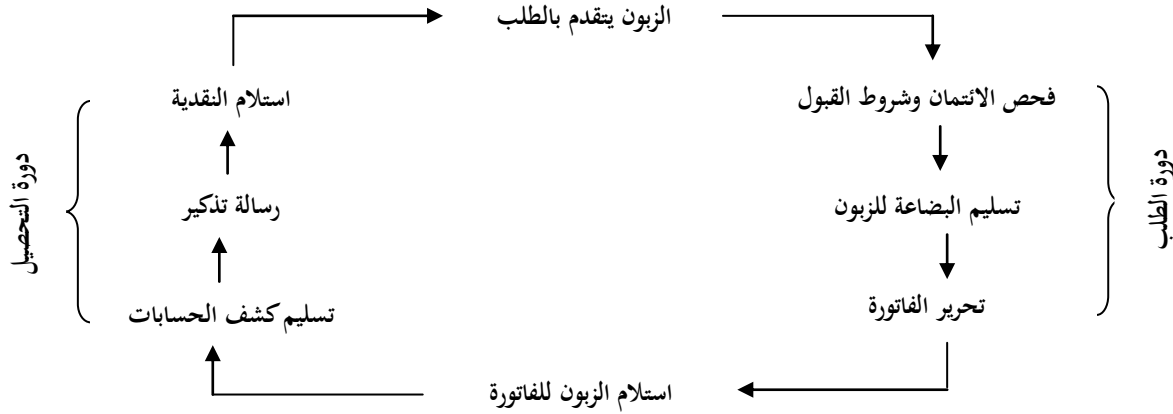 الزبون يتقدم بالطلب
فحص الائتمان وشروط القبول
تسليم البضاعة للزبون
تحرير الفاتورة
دورة الطلب
استلام الزبون للفاتورة
تسليم كشف الحسابات
رسالة تذكير
استلام النقدية
دورة التحصيل